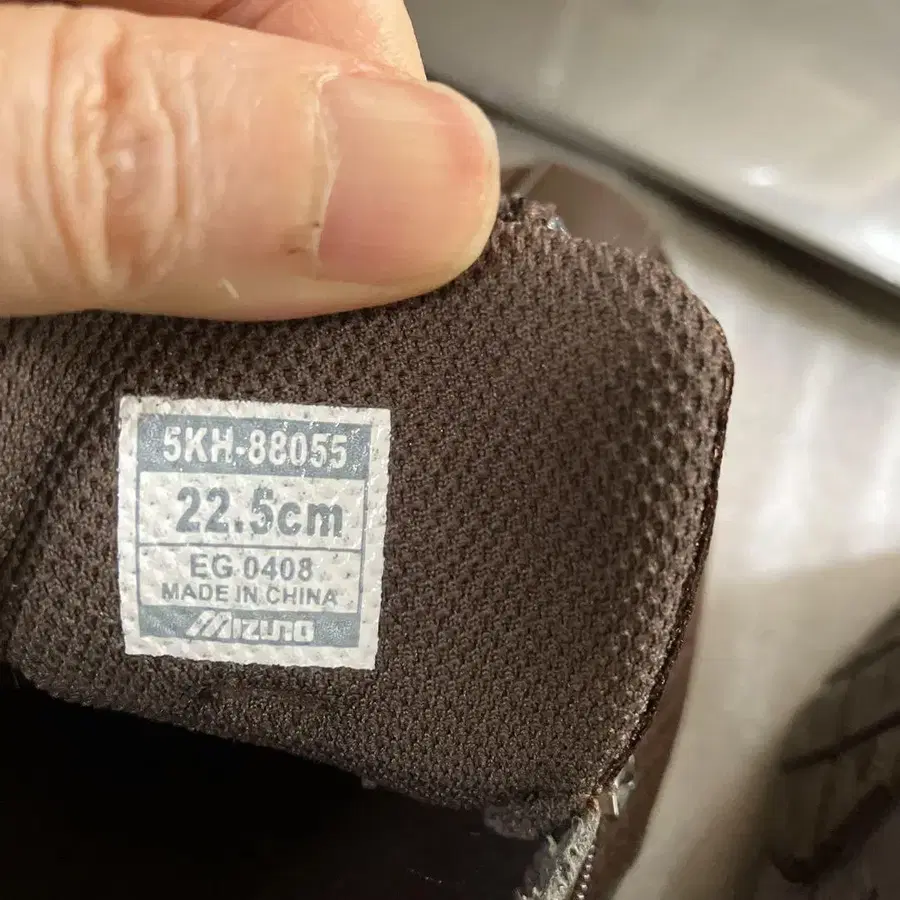 5KH-88055
22.5cm
EG 0408
MADE IN CHINA
MIZUNO